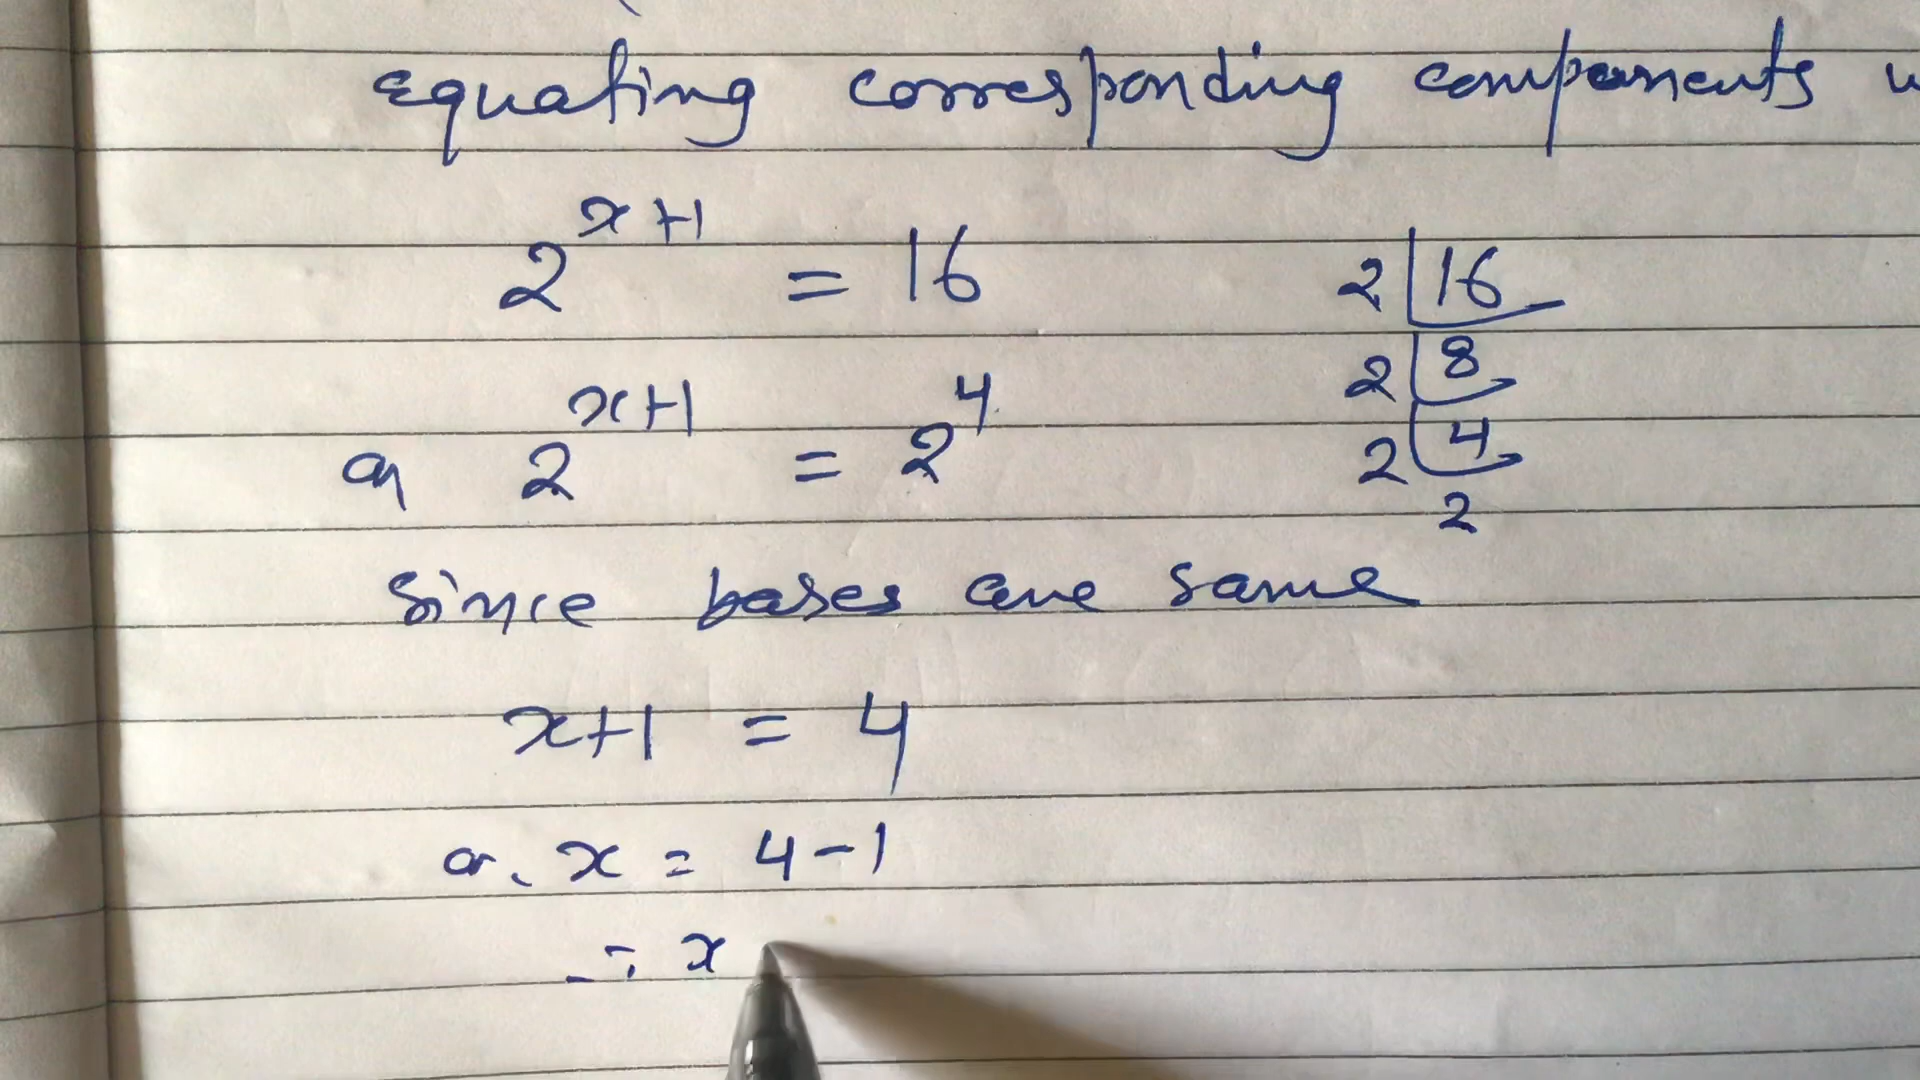 Equating corresponding components
2^{x+1} = 16
2 | 16
2 | 8
2 | 4
2
or 2^{x+1} = 2^4
Since bases are same
x+1 = 4
or, x = 4-1
∴ x